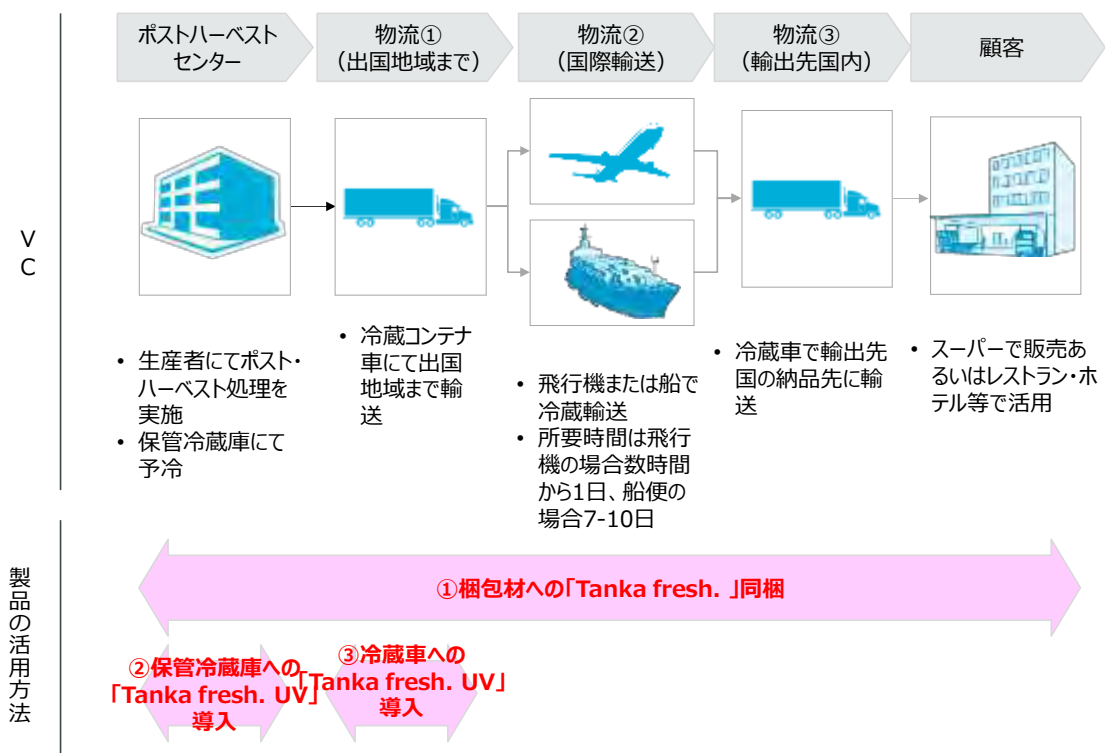 ポストハーベスト
センター
物流①
（出国地域まで）
物流②
（国際輸送）
物流③
（輸出先国内）
顧客
V
C
• 生産者にてポスト・
ハーベスト処理を
実施
• 保管冷蔵庫にて
予冷
• 冷蔵コンテナ
車にて出国
地域まで輸
送
• 飛行機または船で
冷蔵輸送
• 所要時間は飛行
機の場合数時間
から1日、船便の
場合7-10日
• 冷蔵車で輸出先
国の納品先に輸
送
• スーパーで販売あ
るいはレストラン・ホ
テル等で活用
製品の活用方法
①梱包材への「Tanka fresh. 」同梱
②保管冷蔵庫への
「Tanka fresh. UV」
導入
③冷蔵車への
「Tanka fresh. UV」
導入